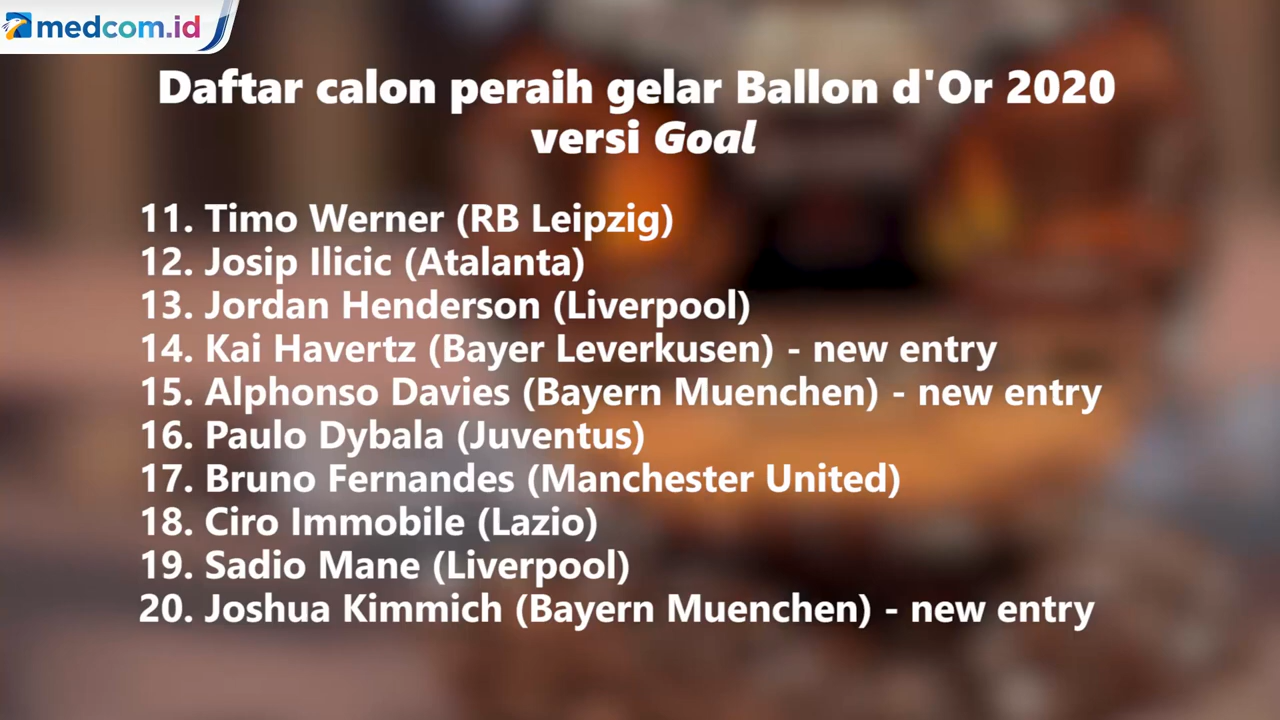 medcom.id
Daftar calon peraih gelar Ballon d'Or 2020
versi Goal
11. Timo Werner (RB Leipzig)
12. Josip Ilicic (Atalanta)
13. Jordan Henderson (Liverpool)
14. Kai Havertz (Bayer Leverkusen) - new entry
15. Alphonso Davies (Bayern Muenchen) - new entry
16. Paulo Dybala (Juventus)
17. Bruno Fernandes (Manchester United)
18. Ciro Immobile (Lazio)
19. Sadio Mane (Liverpool)
20. Joshua Kimmich (Bayern Muenchen) - new entry